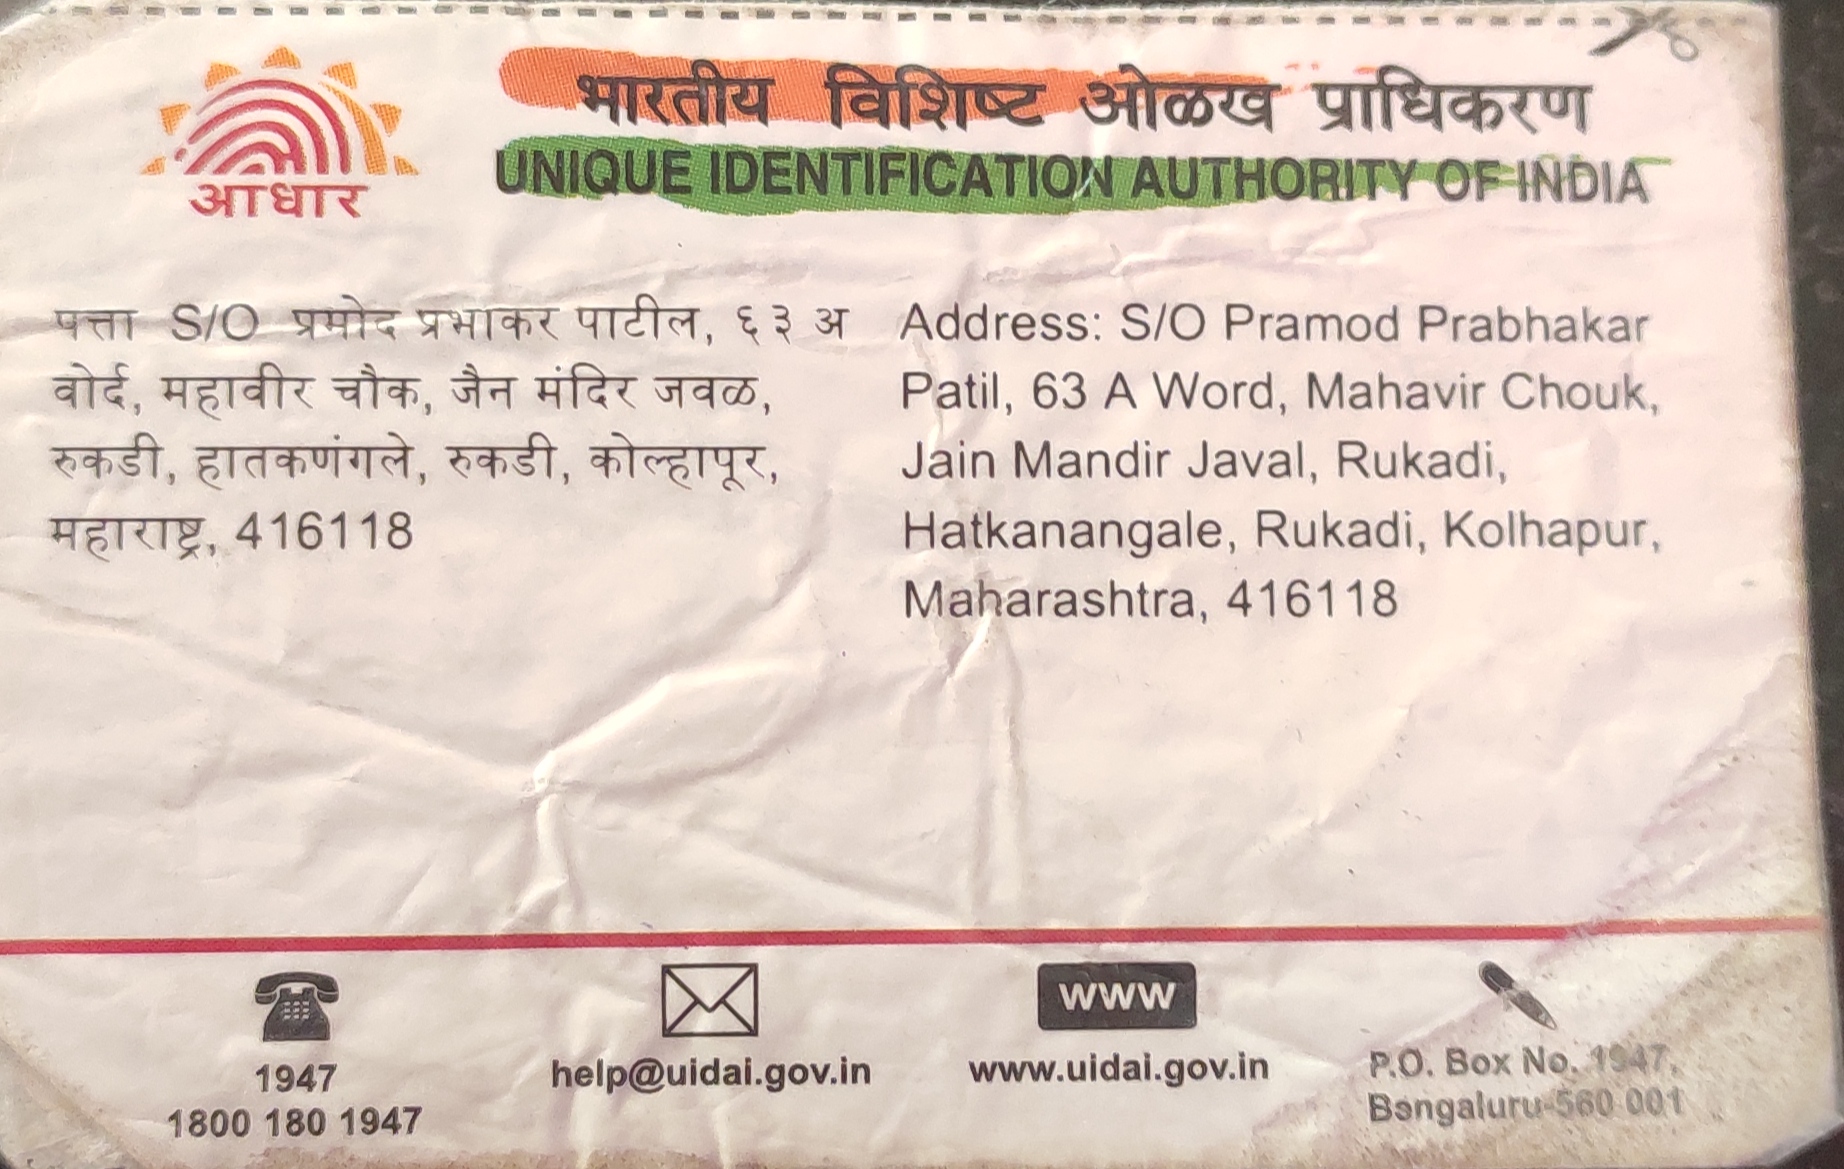 भारतीय विशिष्ट ओळख प्राधिकरण
UNIQUE IDENTIFICATION AUTHORITY OF INDIA
आधार
पत्ता S/O प्रमोद प्रभाकर पाटील, ६३ अ
वोर्द, महावीर चौक, जैन मंदिर जवळ,
रुकडी, हातकणंगले, रुकडी, कोल्हापूर,
महाराष्ट्र, 416118
Address: S/O Pramod Prabhakar
Patil, 63 A Word, Mahavir Chouk,
Jain Mandir Javal, Rukadi,
Hatkanangale, Rukadi, Kolhapur,
Maharashtra, 416118
1947
1800 180 1947
help@uidai.gov.in
WWW
www.uidai.gov.in
P.O. Box No. 1947,
Bangaluru-560 001